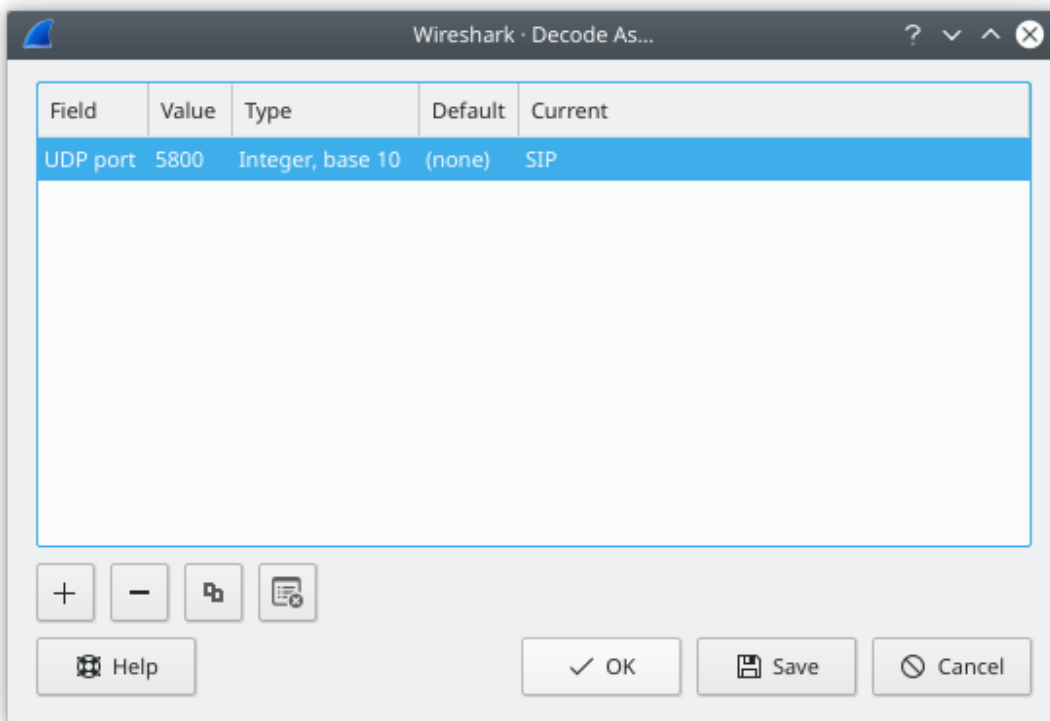 Wireshark · Decode As...
Field Value Type Default Current
UDP port 5800 Integer, base 10 (none) SIP
Help OK Save Cancel